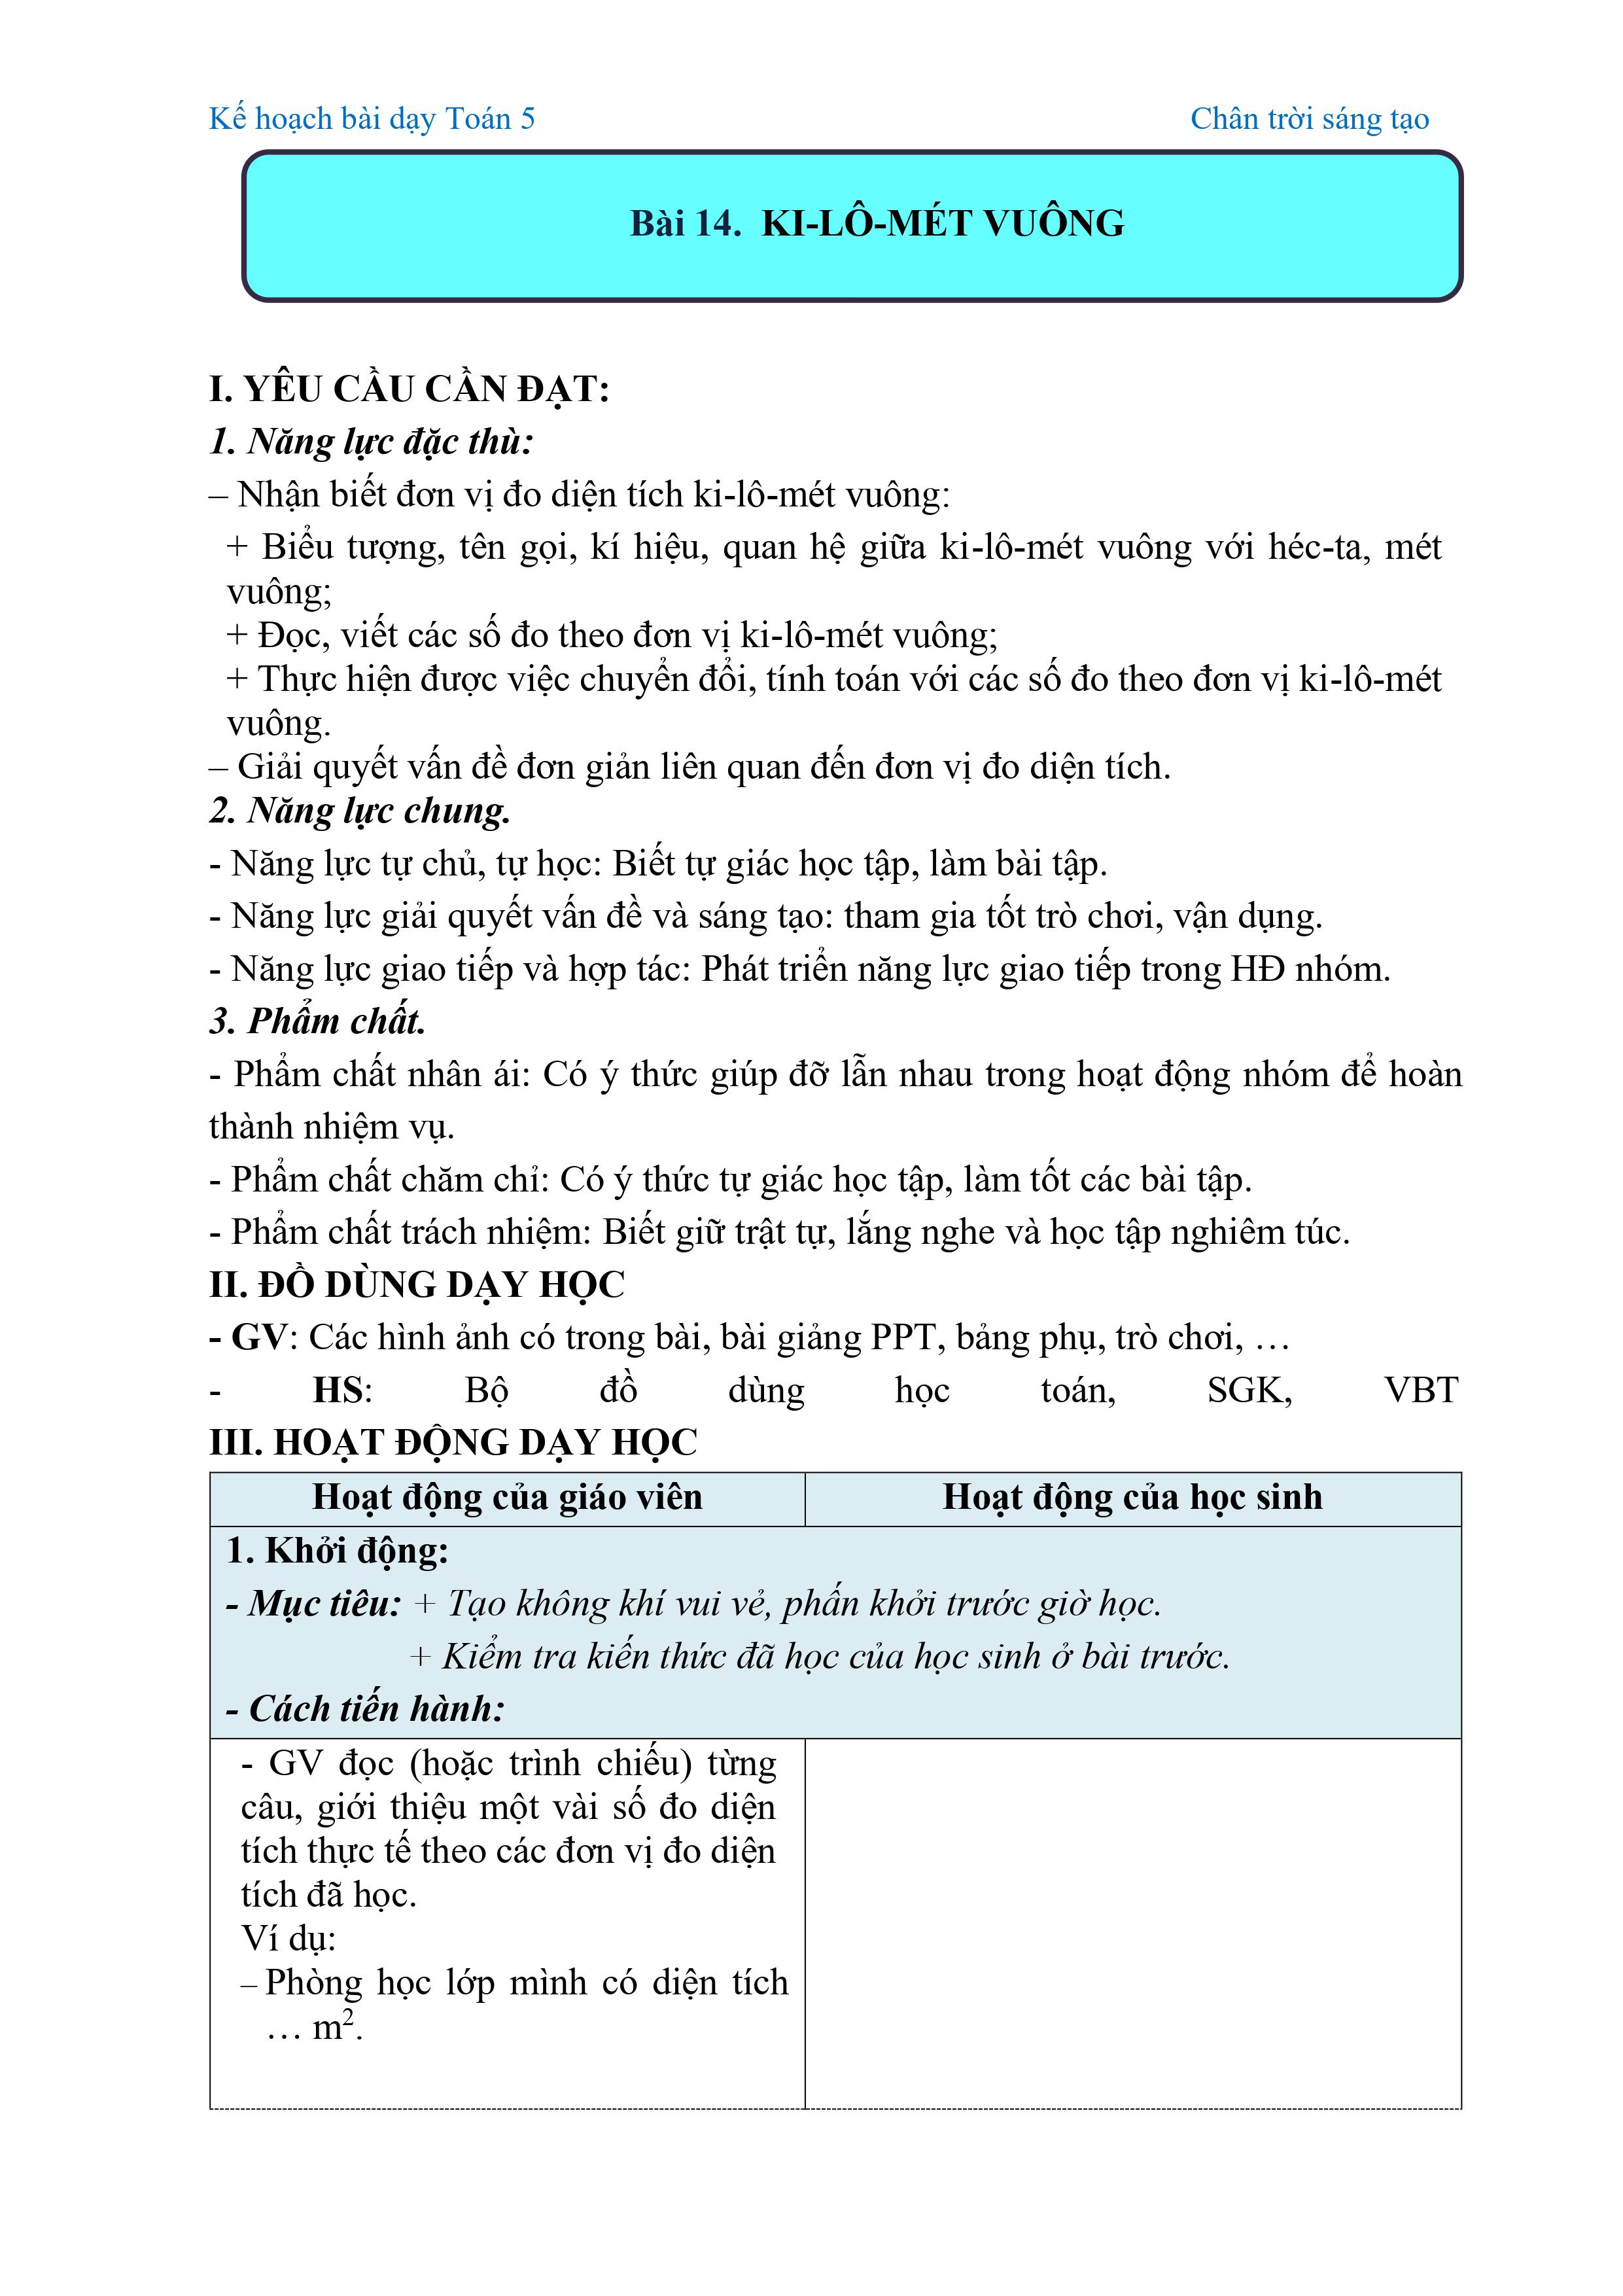 Kế hoạch bài dạy Toán 5 Chân trời sáng tạo
Bài 14. KI-LÔ-MÉT VUÔNG
I. YÊU CẦU CẦN ĐẠT:
1. Năng lực đặc thù:
– Nhận biết đơn vị đo diện tích ki-lô-mét vuông:
+ Biểu tượng, tên gọi, kí hiệu, quan hệ giữa ki-lô-mét vuông với héc-ta, mét
vuông;
+ Đọc, viết các số đo theo đơn vị ki-lô-mét vuông;
+ Thực hiện được việc chuyển đổi, tính toán với các số đo theo đơn vị ki-lô-mét
vuông.
– Giải quyết vấn đề đơn giản liên quan đến đơn vị đo diện tích.
2. Năng lực chung.
- Năng lực tự chủ, tự học: Biết tự giác học tập, làm bài tập.
- Năng lực giải quyết vấn đề và sáng tạo: tham gia tốt trò chơi, vận dụng.
- Năng lực giao tiếp và hợp tác: Phát triển năng lực giao tiếp trong HĐ nhóm.
3. Phẩm chất.
- Phẩm chất nhân ái: Có ý thức giúp đỡ lẫn nhau trong hoạt động nhóm để hoàn
thành nhiệm vụ.
- Phẩm chất chăm chỉ: Có ý thức tự giác học tập, làm tốt các bài tập.
- Phẩm chất trách nhiệm: Biết giữ trật tự, lắng nghe và học tập nghiêm túc.
II. ĐỒ DÙNG DẠY HỌC
- GV: Các hình ảnh có trong bài, bài giảng PPT, bảng phụ, trò chơi, …
- HS: Bộ đồ dùng học toán, SGK, VBT
III. HOẠT ĐỘNG DẠY HỌC
Hoạt động của giáo viên Hoạt động của học sinh
1. Khởi động:
- Mục tiêu: + Tạo không khí vui vẻ, phấn khởi trước giờ học.
+ Kiểm tra kiến thức đã học của học sinh ở bài trước.
- Cách tiến hành:
- GV đọc (hoặc trình chiếu) từng
câu, giới thiệu một vài số đo diện
tích thực tế theo các đơn vị đo diện
tích đã học.
Ví dụ:
– Phòng học lớp mình có diện tích
… m².